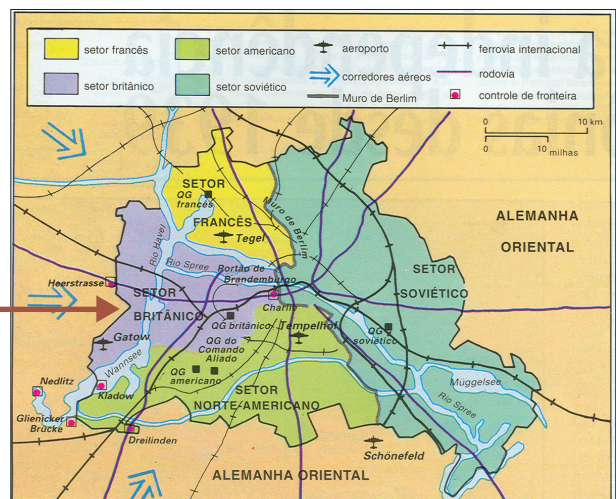 setor francês
setor americano
aeroporto
ferrovia internacional
setor britânico
setor soviético
corredores aéreos
rodovia
Muro de Berlim
controle de fronteira
0 10 km
0 10
milhas
SETOR
QG
francês
FRANCÊS
Tegel
Muro de Berlim
ALEMANHA
ORIENTAL
Rio Havel
Rio Spree
Portão de
Brandemburgo
SETOR
SOVIÉTICO
Heerstrasse
SETOR
BRITÂNICO
Charlie
QG britânico
Tempelhof
QG
soviético
Gatow
QG do
Comando
Aliado
Wannsee
QG
americano
Müggelsee
Nedlitz
Kladow
SETOR
NORTE-AMERICANO
Rio Spree
Glienicker
Brücke
Dreilinden
Schönefeld
ALEMANHA ORIENTAL